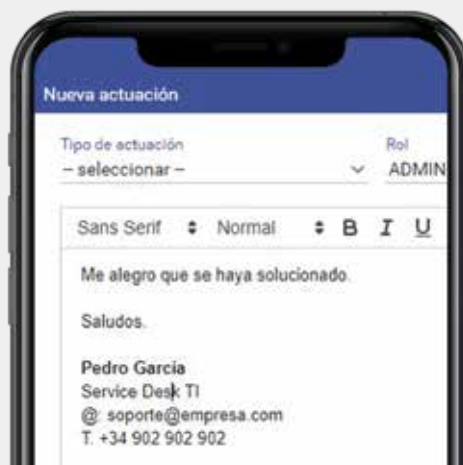 Nueva actuación
Tipo de actuación Rol
– seleccionar – ADMIN
Sans Serif Normal B I U
Me alegro que se haya solucionado.
Saludos.
Pedro García
Service Desk TI
@: soporte@empresa.com
T. +34 902 902 902